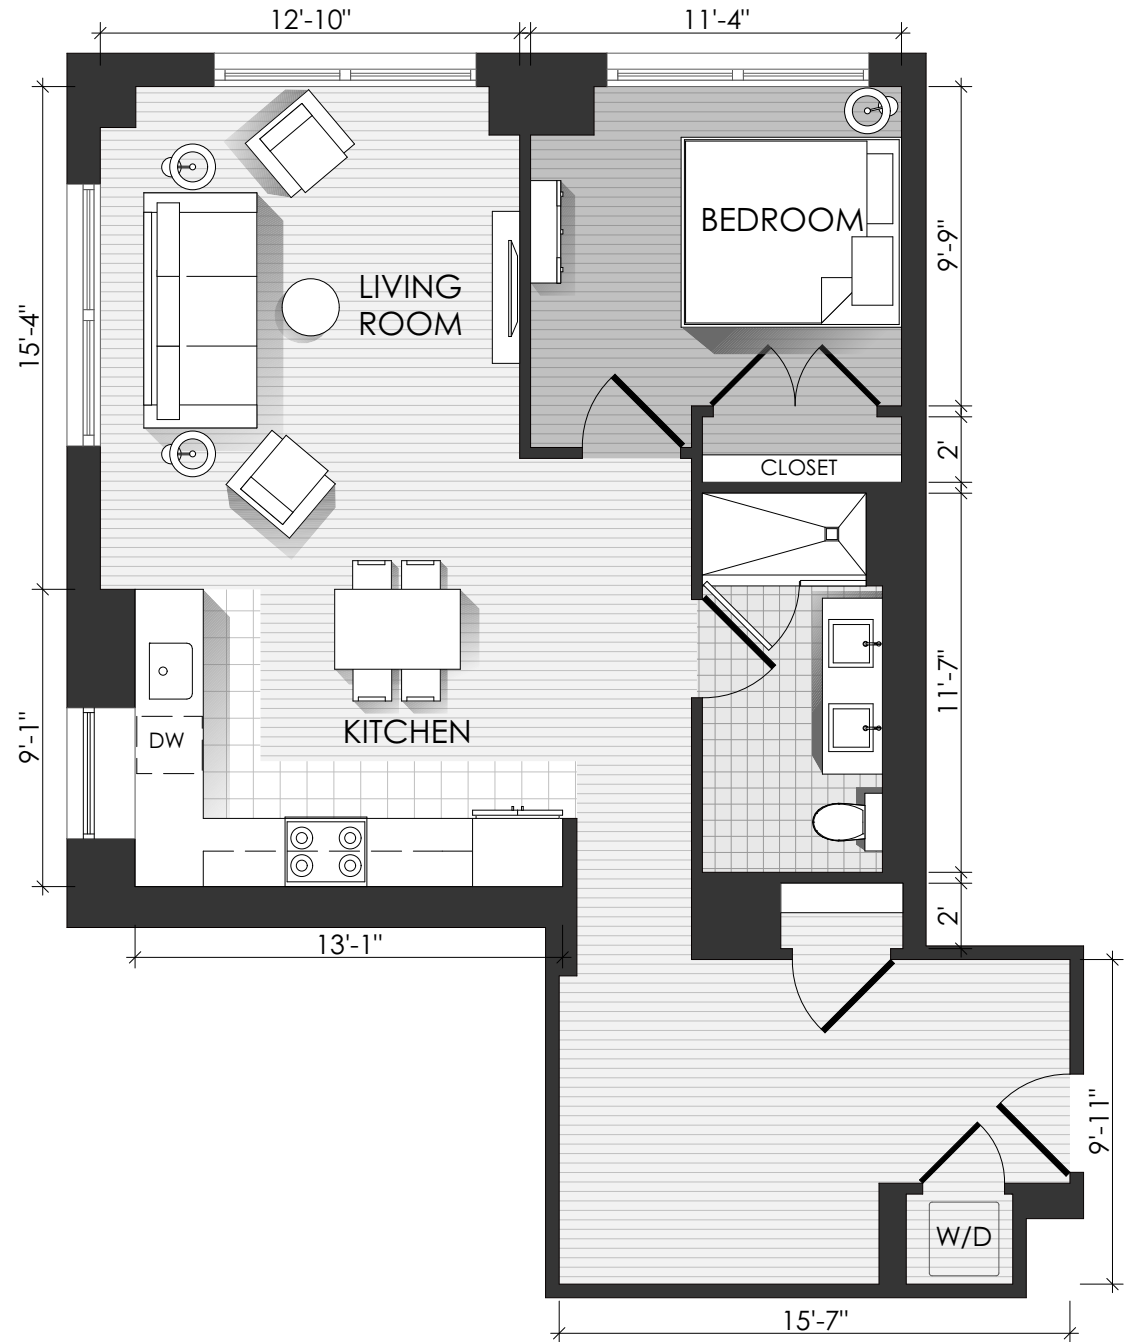 12'-10"
11'-4"
BEDROOM
9'-9"
LIVING
ROOM
15'-4"
2'
CLOSET
11'-7"
9'-1"
KITCHEN
DW
2'
13'-1"
9'-11"
W/D
15'-7"